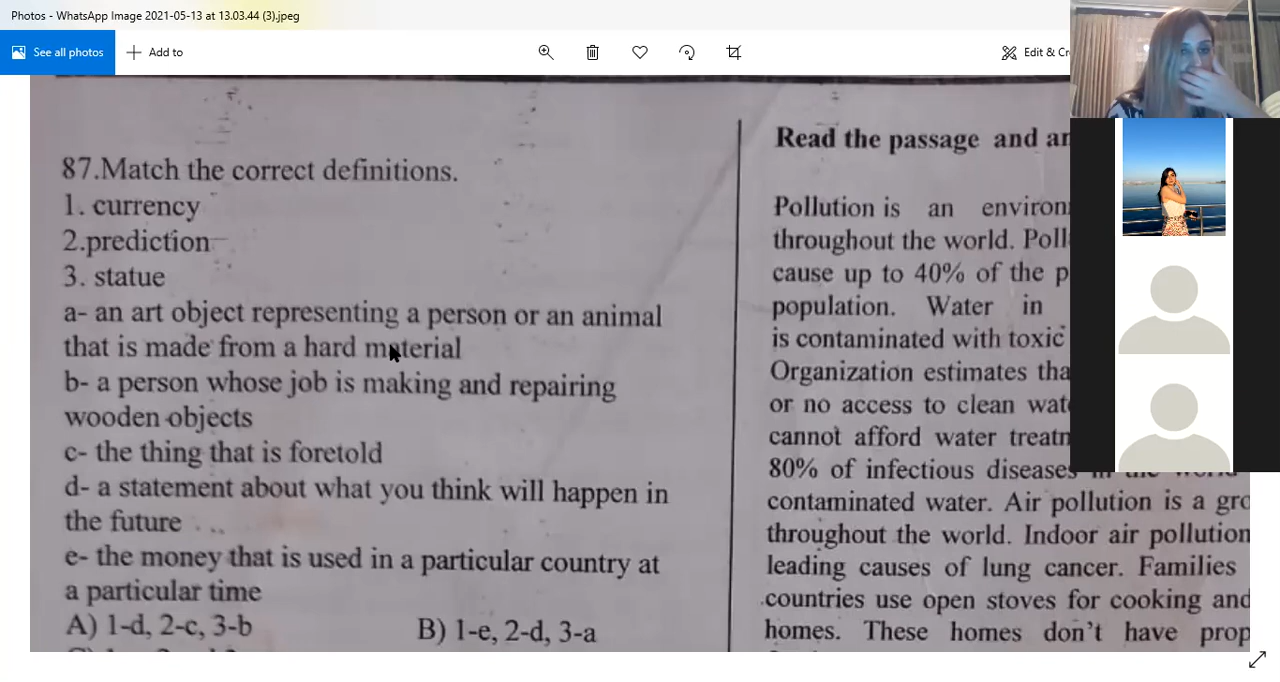 Photos - WhatsApp Image 2021-05-13 at 13.03.44 (3).jpeg
See all photos
Add to
Edit & Cr
87.Match the correct definitions.
1. currency
2.prediction
3. statue
a- an art object representing a person or an animal
that is made from a hard material
b- a person whose job is making and repairing
wooden objects
c- the thing that is foretold
d- a statement about what you think will happen in
the future
e- the money that is used in a particular country at
a particular time
A) 1-d, 2-c, 3-b
B) 1-e, 2-d, 3-a
Read the passage and an
Pollution is an environ
throughout the world. Poll
cause up to 40% of the p
population. Water in
is contaminated with toxic
Organization estimates tha
or no access to clean wat
cannot afford water treatn
80% of infectious diseases in the world
contaminated water. Air pollution is a gro
throughout the world. Indoor air pollution
leading causes of lung cancer. Families
countries use open stoves for cooking and
homes. These homes don't have prop